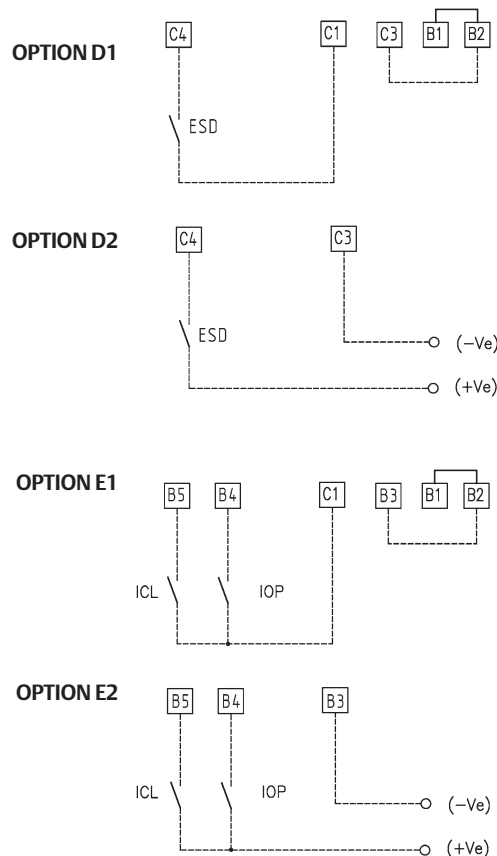 OPTION D1
C4 C1 C3 B1 B2
ESD
OPTION D2
C4 C3
ESD
(-Ve)
(+Ve)
OPTION E1
B5 B4 C1 B3 B1 B2
ICL IOP
OPTION E2
B5 B4 B3
ICL IOP
(-Ve)
(+Ve)